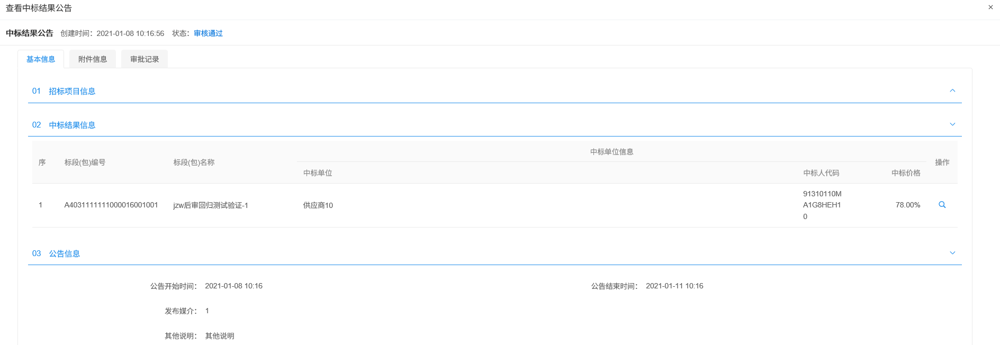 查看中标结果公告
×
中标结果公告 创建时间：2021-01-08 10:16:56 状态：审核通过
基本信息 附件信息 审批记录
01 招标项目信息
02 中标结果信息
序 标段(包)编号 标段(包)名称 中标单位信息 操作
中标单位 中标人代码 中标价格
1 A4031111111000016001001 jzw后审回归测试验证-1 供应商10 91310110M
A1G8HEH1
0
78.00%
03 公告信息
公告开始时间： 2021-01-08 10:16 公告结束时间： 2021-01-11 10:16
发布媒介： 1
其他说明： 其他说明